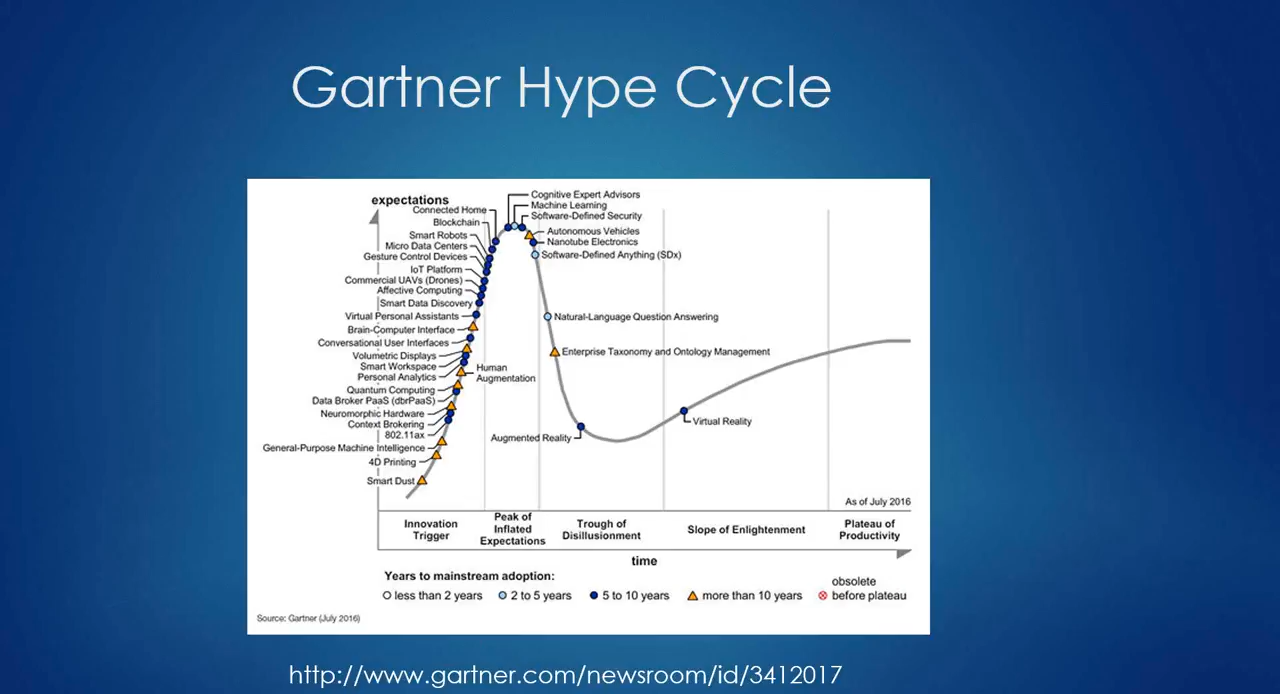 Gartner Hype Cycle
expectations
Connected Home
Blockchain
Smart Robots
Micro Data Centers
Gesture Control Devices
IoT Platform
Commercial UAVs (Drones)
Affective Computing
Smart Data Discovery
Virtual Personal Assistants
Brain-Computer Interface
Conversational User Interfaces
Volumetric Displays
Smart Workspace
Personal Analytics
Quantum Computing
Data Broker PaaS (dbrPaaS)
Neuromorphic Hardware
Context Brokering
802.11ax
General-Purpose Machine Intelligence
4D Printing
Smart Dust
Human
Augmentation
Cognitive Expert Advisors
Machine Learning
Software-Defined Security
Autonomous Vehicles
Nanotube Electronics
Software-Defined Anything (SDx)
Natural-Language Question Answering
Enterprise Taxonomy and Ontology Management
Augmented Reality
Virtual Reality
As of July 2016
Innovation
Trigger
Peak of
Inflated
Expectations
Trough of
Disillusionment
Slope of Enlightenment
Plateau of
Productivity
time
Years to mainstream adoption:
less than 2 years
2 to 5 years
5 to 10 years
more than 10 years
obsolete
before plateau
Source: Gartner (July 2016)
http://www.gartner.com/newsroom/id/3412017